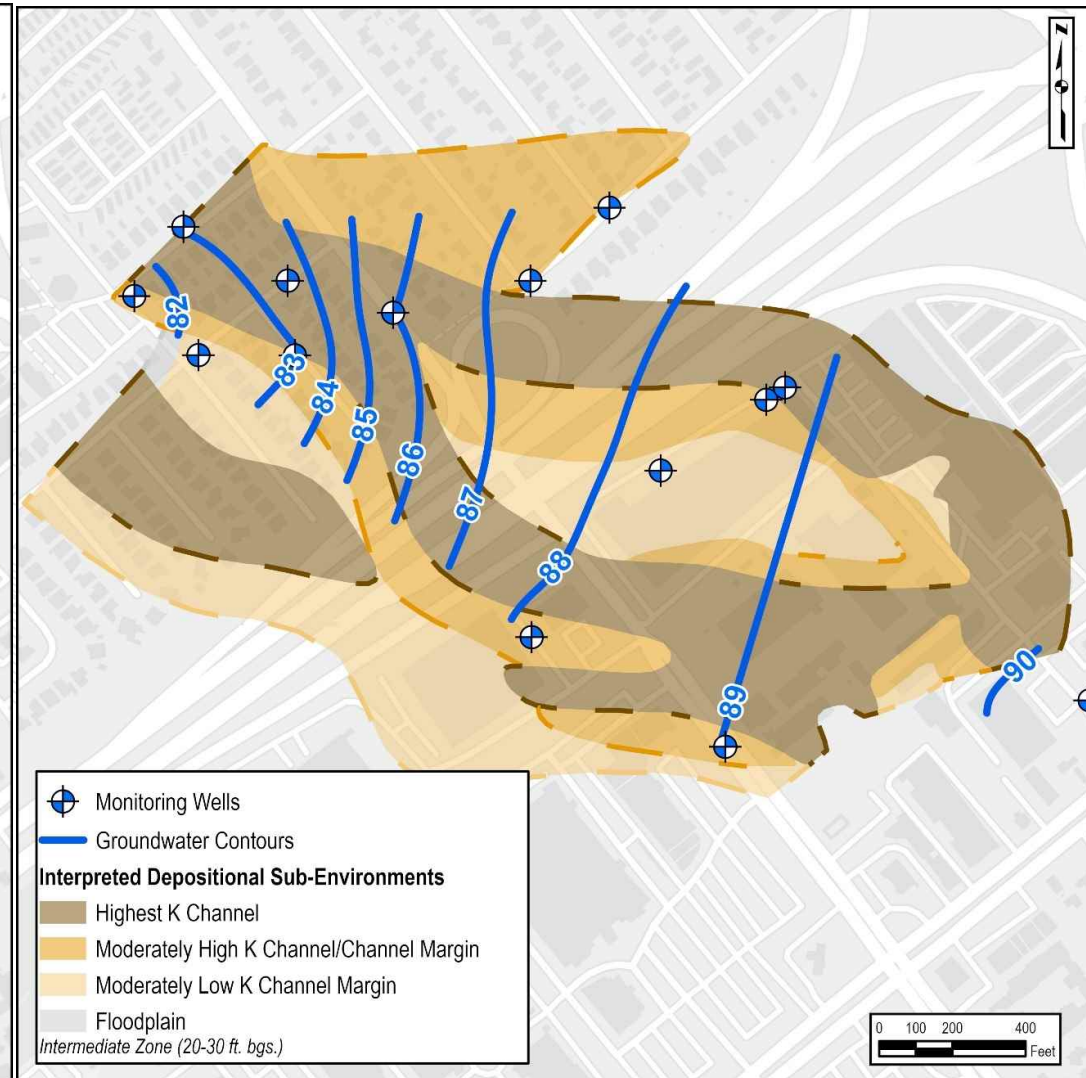 N
82
83
84
85
86
87
88
89
90
Monitoring Wells
Groundwater Contours
Interpreted Depositional Sub-Environments
Highest K Channel
Moderately High K Channel/Channel Margin
Moderately Low K Channel Margin
Floodplain
Intermediate Zone (20-30 ft. bgs.)
0 100 200 400
Feet